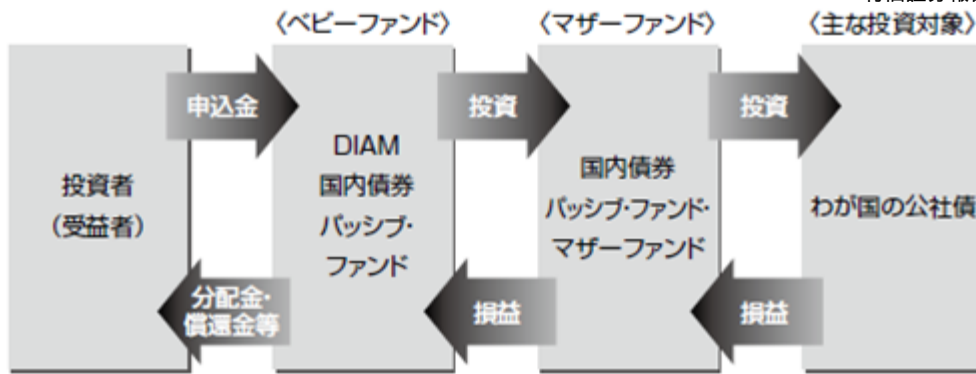 〈ベビーファンド〉
〈マザーファンド〉
〈主な投資対象〉
申込金
投資
投資
投資者
（受益者）
DIAM
国内債券
パッシブ・
ファンド
国内債券
パッシブ・ファンド・
マザーファンド
わが国の公社債
分配金・
償還金等
損益
損益